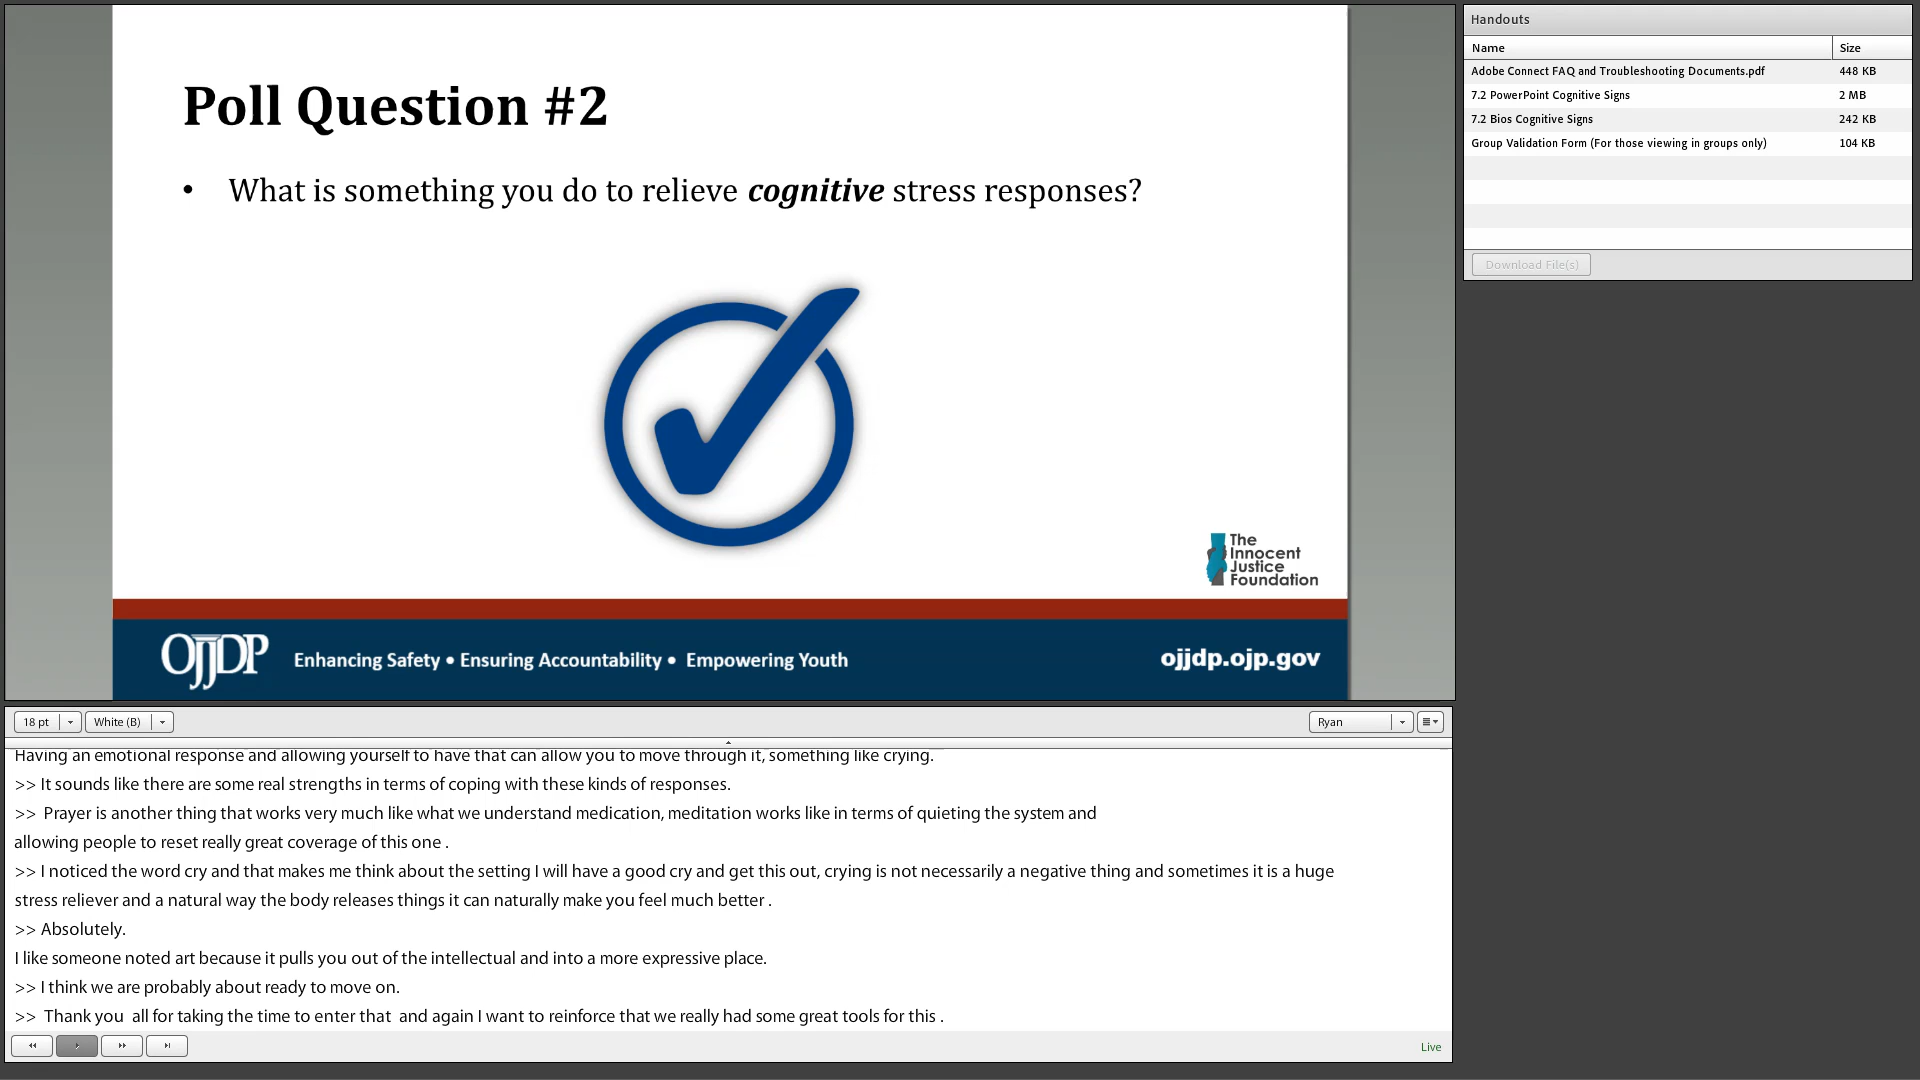 Poll Question #2
• What is something you do to relieve cognitive stress responses?
The
Innocent
Justice
Foundation
OJJDP Enhancing Safety • Ensuring Accountability • Empowering Youth ojjdp.ojp.gov
Handouts
Name Size
Adobe Connect FAQ and Troubleshooting Documents.pdf 448 KB
7.2 PowerPoint Cognitive Signs 2 MB
7.2 Bios Cognitive Signs 242 KB
Group Validation Form (For those viewing in groups only) 104 KB
Download File(s)
18 pt White (B) Ryan
Having an emotional response and allowing yourself to have that can allow you to move through it, something like crying.
>> It sounds like there are some real strengths in terms of coping with these kinds of responses.
>> Prayer is another thing that works very much like what we understand medication, meditation works like in terms of quieting the system and
allowing people to reset really great coverage of this one .
>> I noticed the word cry and that makes me think about the setting I will have a good cry and get this out, crying is not necessarily a negative thing and sometimes it is a huge
stress reliever and a natural way the body releases things it can naturally make you feel much better .
>> Absolutely.
I like someone noted art because it pulls you out of the intellectual and into a more expressive place.
>> I think we are probably about ready to move on.
>> Thank you all for taking the time to enter that and again I want to reinforce that we really had some great tools for this .
Live